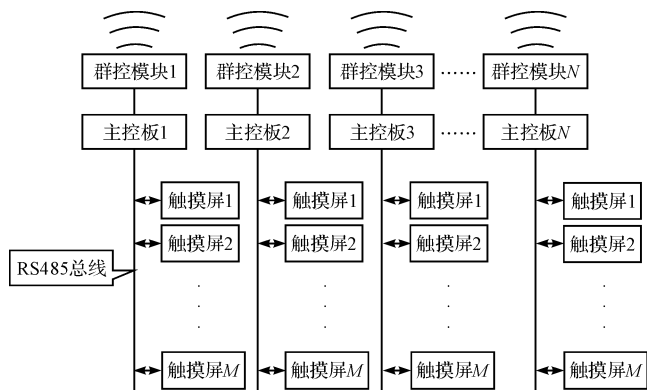 群控模块1 群控模块2 群控模块3 …… 群控模块N
主控板1 主控板2 主控板3 …… 主控板N
触摸屏1 触摸屏1 触摸屏1 触摸屏1
触摸屏2 触摸屏2 触摸屏2 触摸屏2
RS485总线
触摸屏M 触摸屏M 触摸屏M 触摸屏M